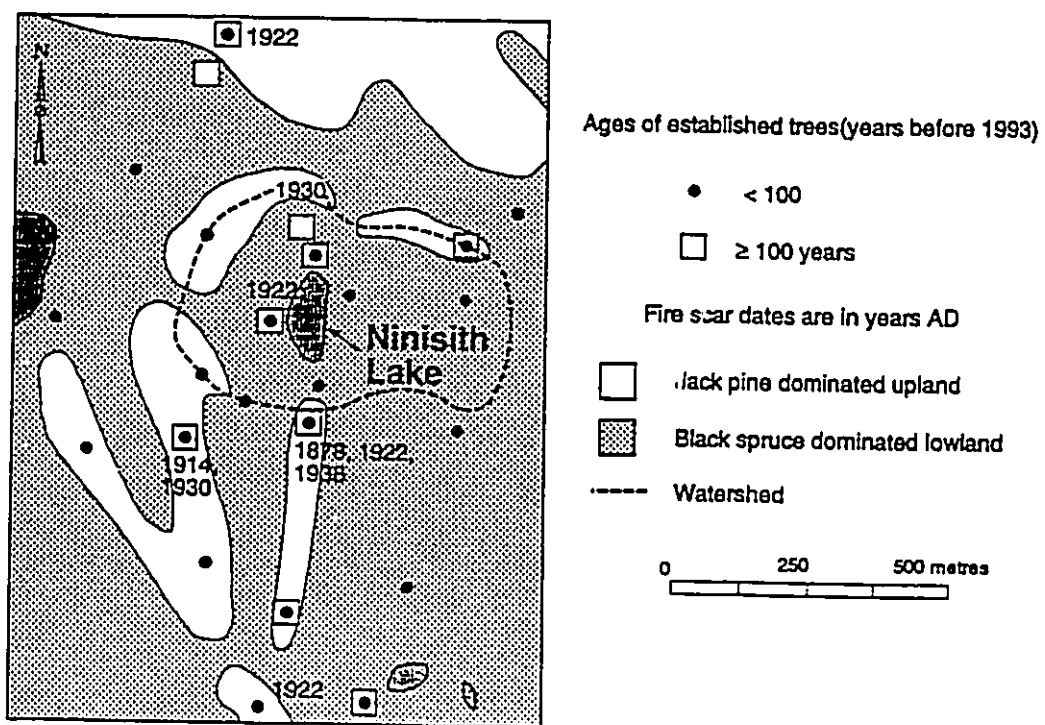 1922
N
1930
1922
Ninisith
Lake
1914,
1930
1878, 1922,
1938
1922
Ages of established trees(years before 1993)
< 100
≥ 100 years
Fire scar dates are in years AD
Jack pine dominated upland
Black spruce dominated lowland
Watershed
0 250 500 metres